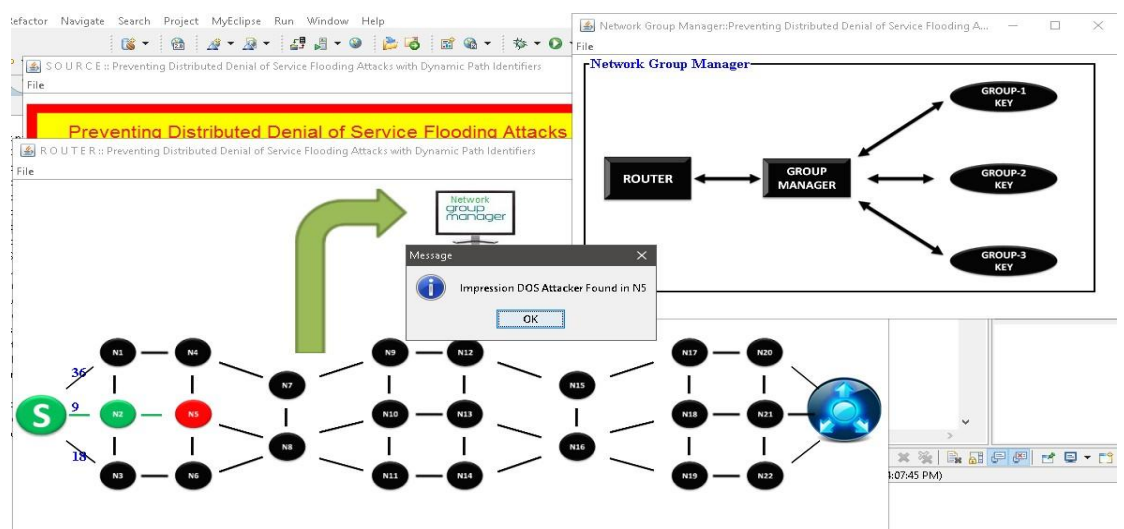 efactor Navigate Search Project MyEclipse Run Window Help
Network Group Manager::Preventing Distributed Denial of Service Flooding A...
File
Network Group Manager
GROUP-1
KEY
ROUTER
GROUP
MANAGER
GROUP-2
KEY
GROUP-3
KEY
S O U R C E :: Preventing Distributed Denial of Service Flooding Attacks with Dynamic Path Identifiers
File
Preventing Distributed Denial of Service Flooding Attacks
R O U T E R :: Preventing Distributed Denial of Service Flooding Attacks with Dynamic Path Identifiers
File
Network
group
manager
Message
Impression DOS Attacker Found in N5
OK
N1 N4 N9 N12 N17 N20
36
N7 N15
S 9 N2 N5 N10 N13 N18 N21
N8 N16
18
N3 N6 N11 N14 N19 N22
4:07:45 PM)